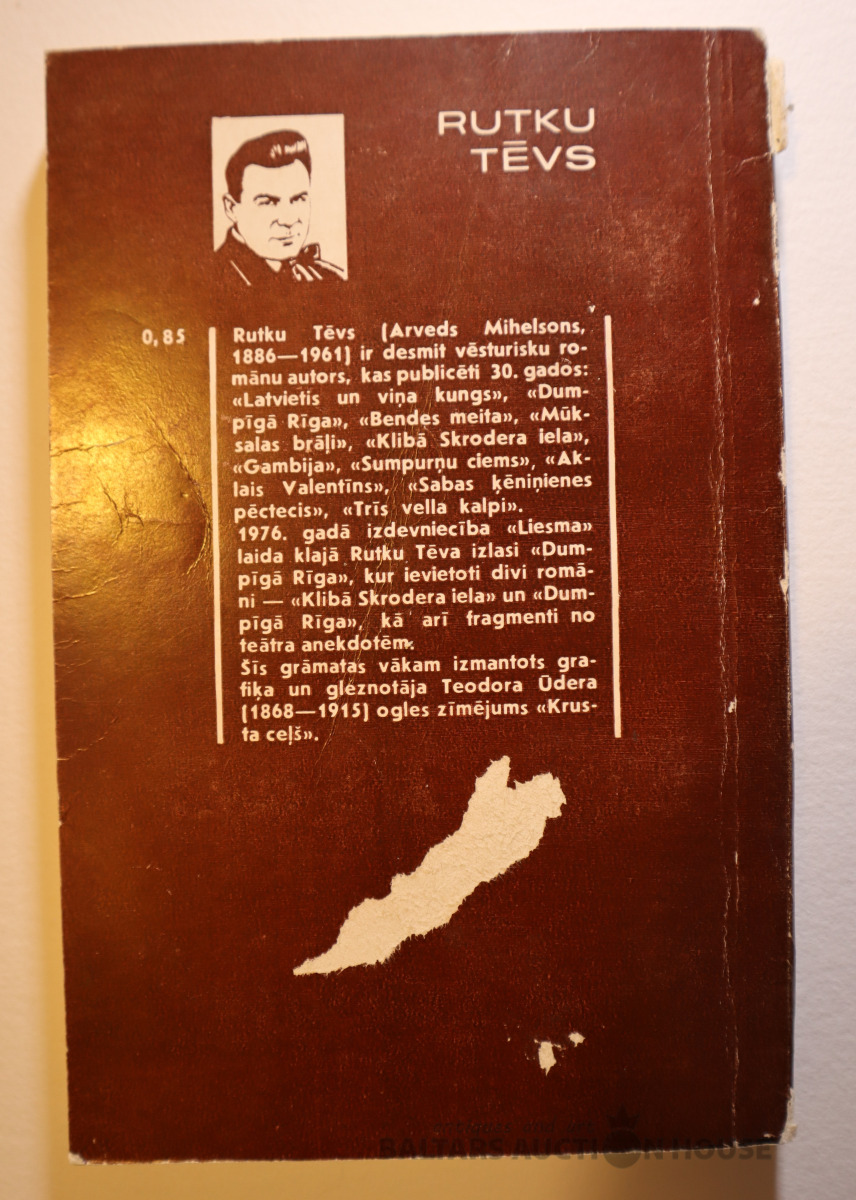 RUTKU
TĒVS
0,85
Rutku Tēvs (Arveds Mihelsons,
1886—1961) ir desmit vēsturisku ro-
mānu autors, kas publicēti 30. gados:
«Latvietis un viņa kungs», «Dum-
pīgā Rīga», «Bendes meita», «Mūk-
salas brāļi», «Klibā Skrodera iela»,
«Gambija», «Sumpurņu ciems», «Ak-
lais Valentīns», «Sabas ķēniņienes
pēctecis», «Trīs vella kalpi».
1976. gadā izdevniecība «Liesma»
laida klajā Rutku Tēva izlasi «Dum-
pīgā Rīga», kur ievietoti divi romā-
ni — «Klibā Skrodera iela» un «Dum-
pīgā Rīga», kā arī fragmenti no
teātra anekdotēm.
Šīs grāmatas vākam izmantots gra-
fiķa un gleznotāja Teodora Ūdera
(1868—1915) ogles zīmējums «Krus-
ta ceļš».
BALTARS AUCTION HOUSE